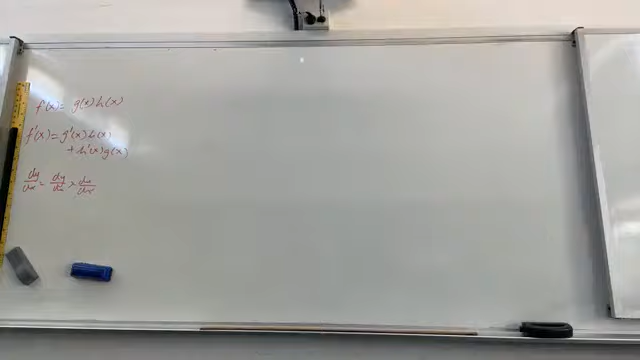 f(x) = g(x)h(x)
f'(x) = g'(x)h(x)
+ h'(x)g(x)
dy/dx = dy/du × du/dx